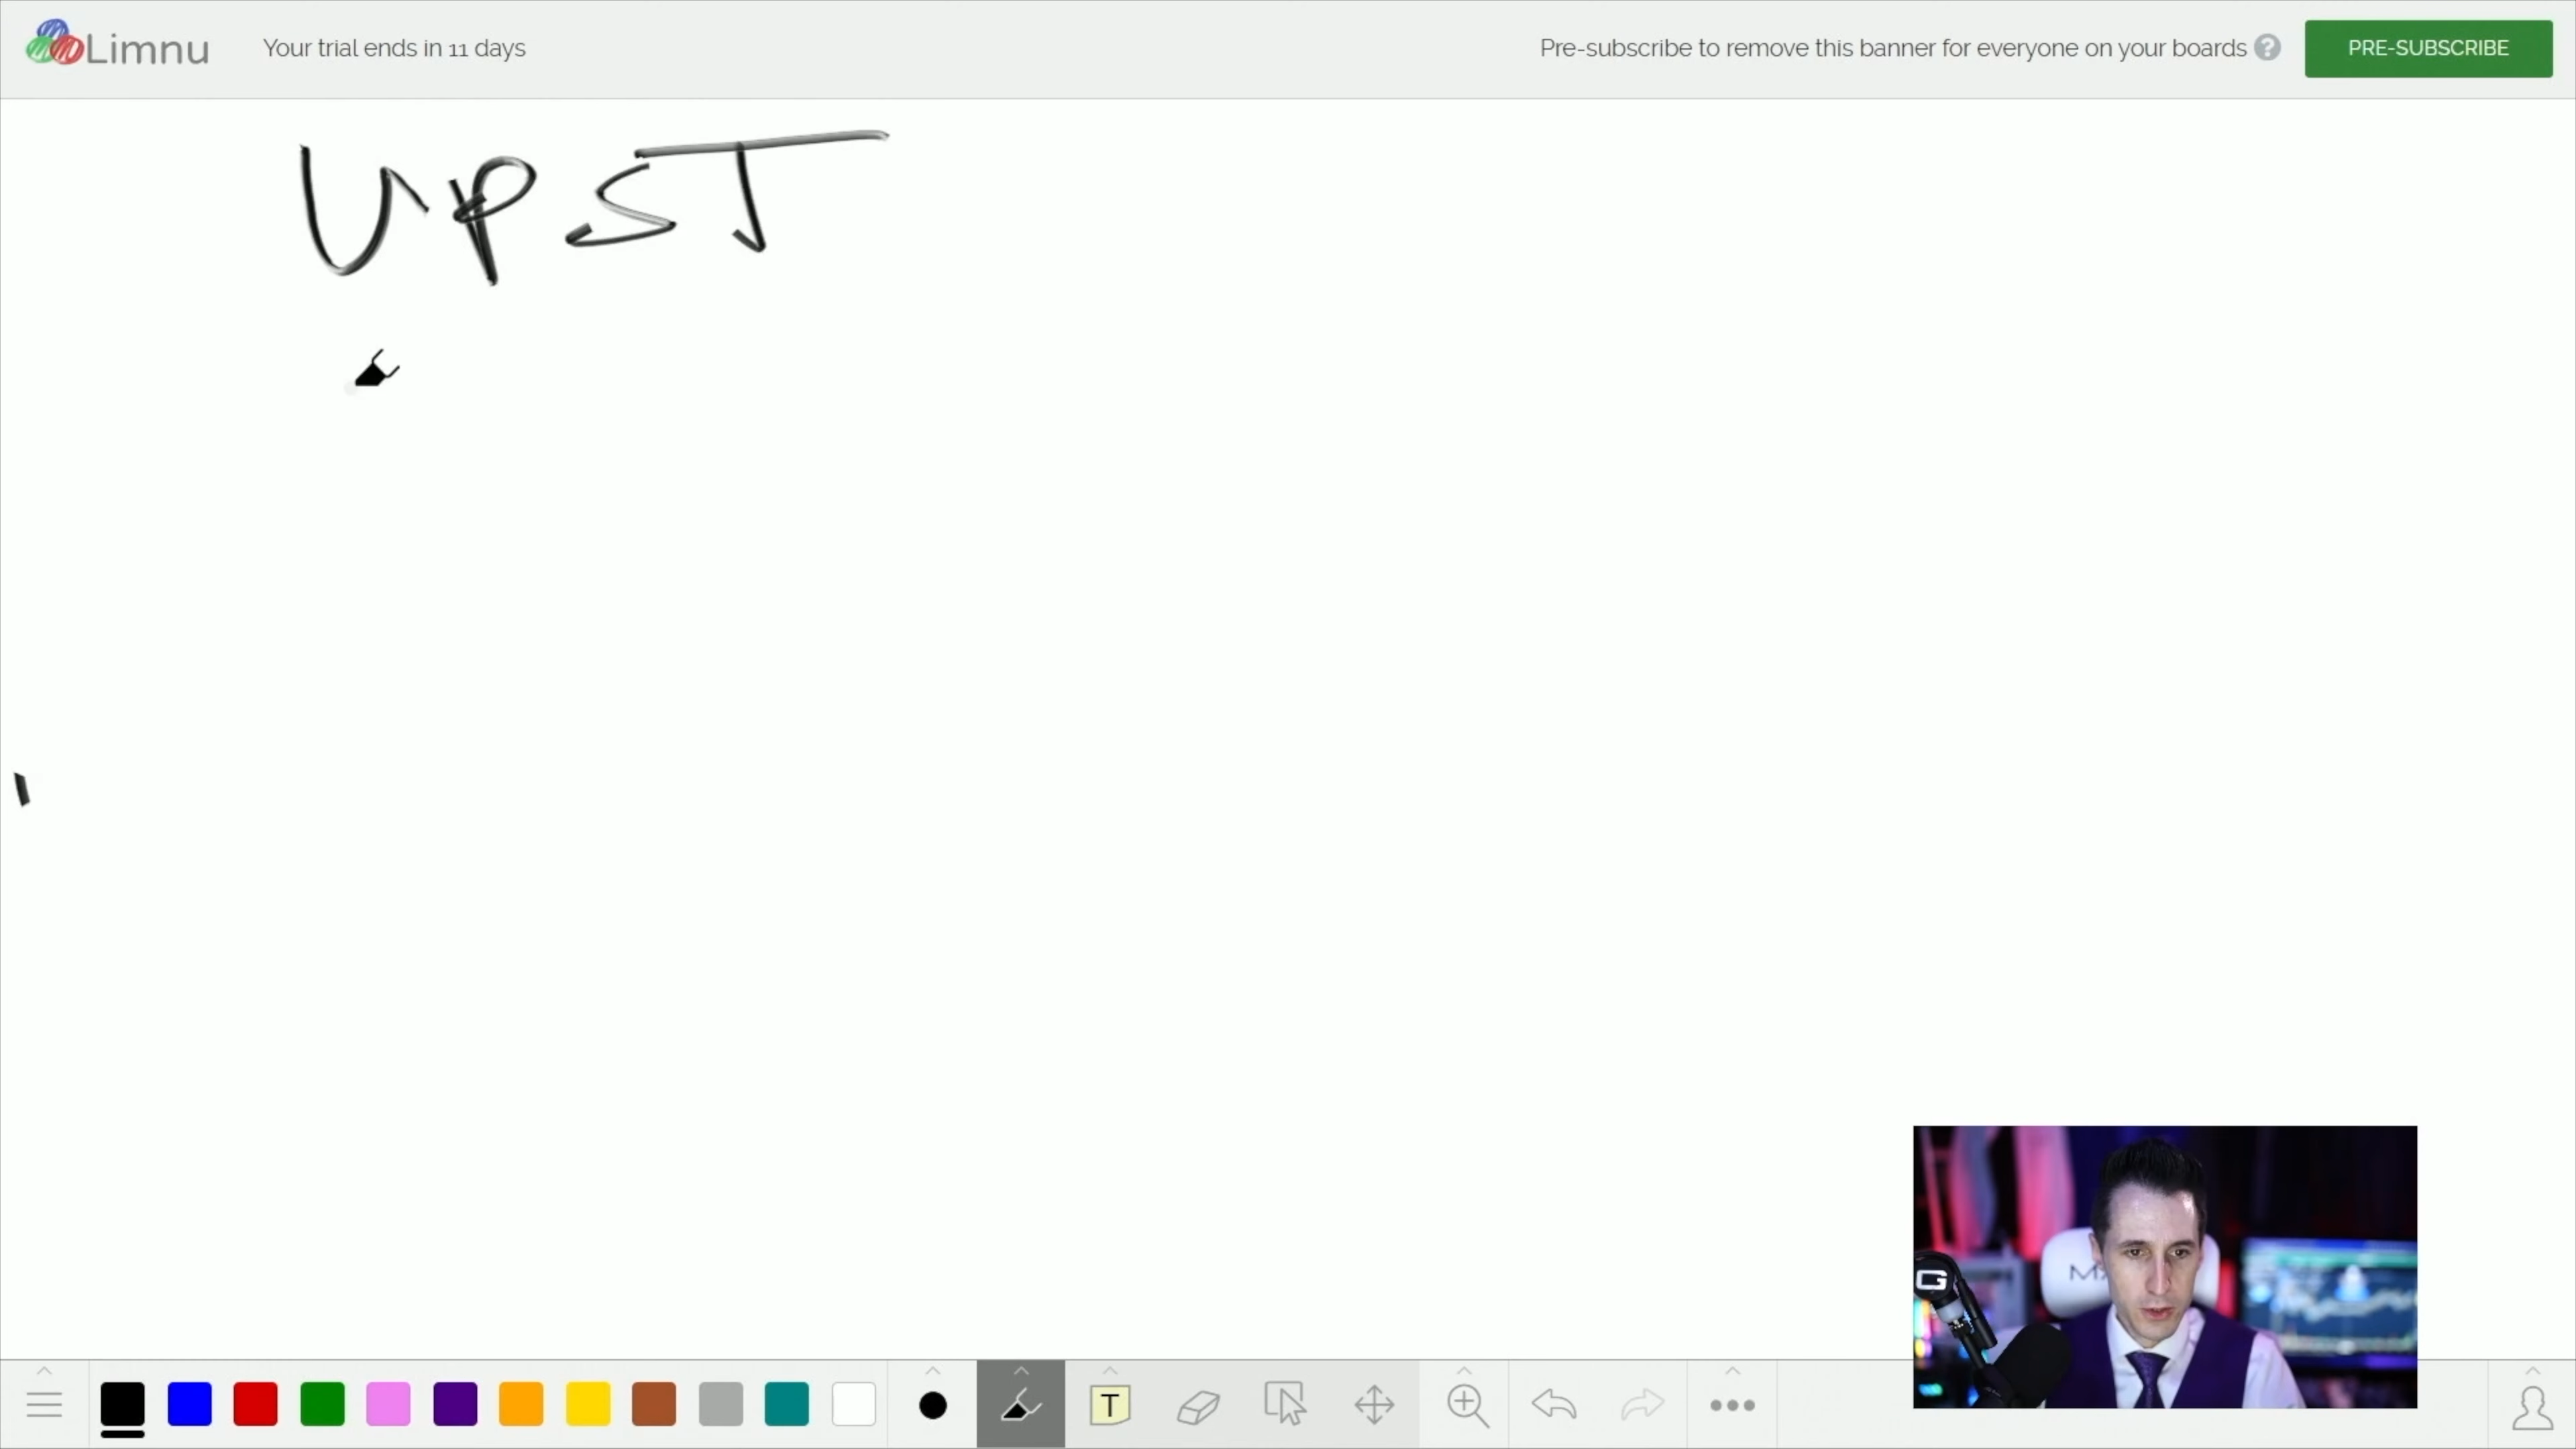 Limnu
Your trial ends in 11 days
Pre-subscribe to remove this banner for everyone on your boards ?
PRE-SUBSCRIBE
UPST
G
T